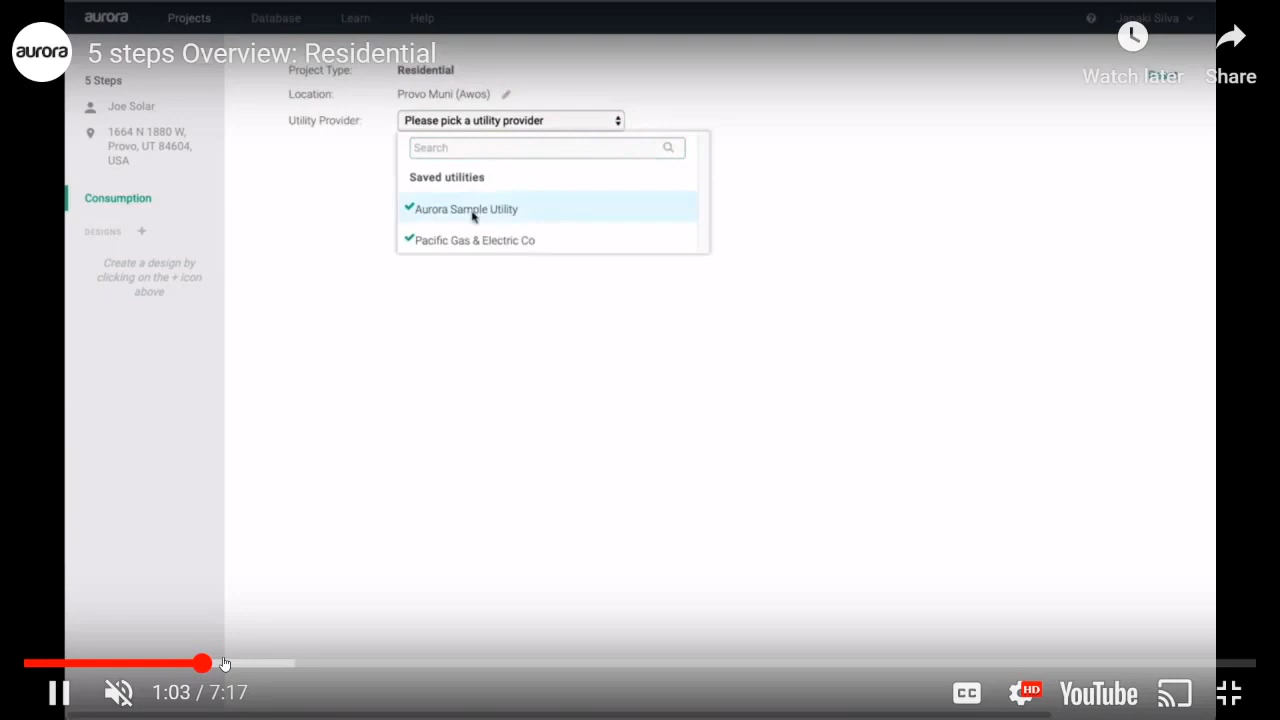 aurora Projects Database Learn Help Janaki Silva
aurora 5 steps Overview: Residential
Watch later Share
5 Steps
Joe Solar
1664 N 1880 W,
Provo, UT 84604,
USA
Consumption
DESIGNS +
Create a design by
clicking on the + icon
above
Project Type: Residential
Location: Provo Muni (Awos)
Utility Provider: Please pick a utility provider
Search
Saved utilities
Aurora Sample Utility
Pacific Gas & Electric Co
1:03 / 7:17
CC HD YouTube